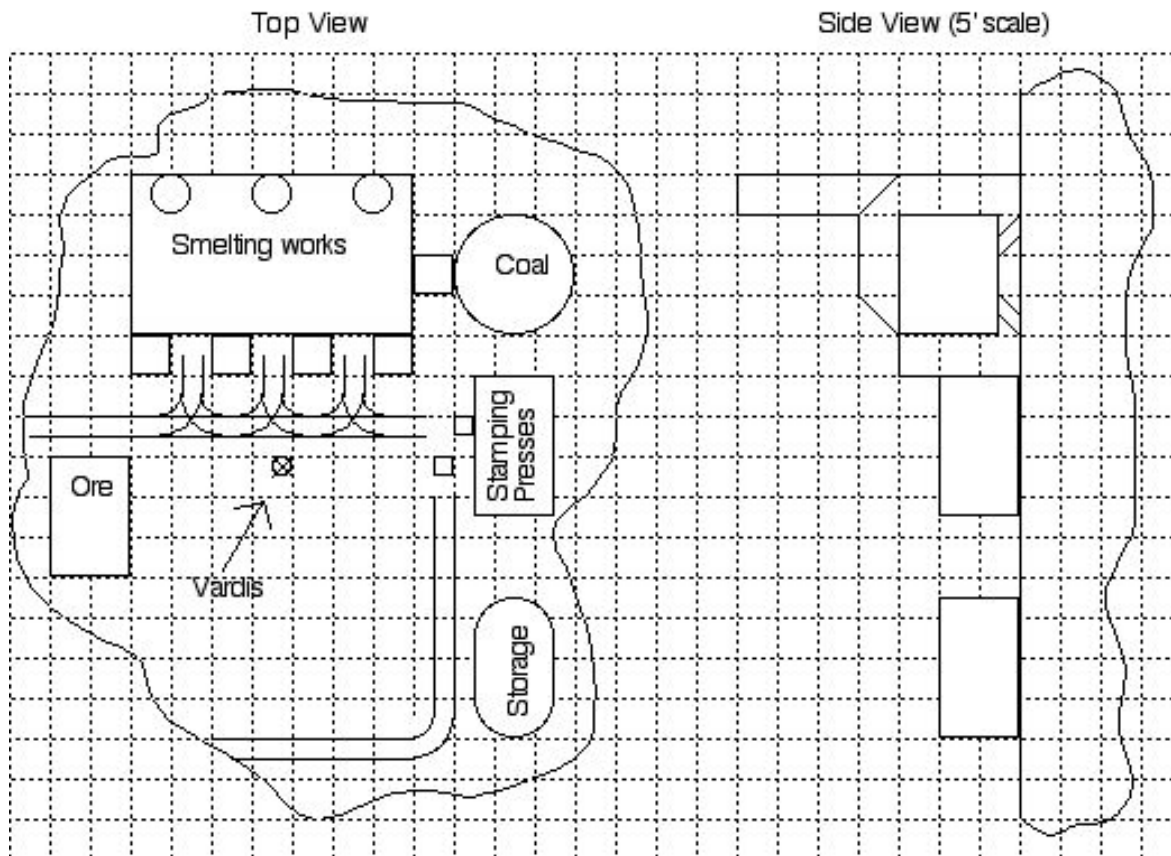 Top View
Side View (5' scale)
Smelting works
Coal
Ore
Stamping
Presses
Vardis
Storage